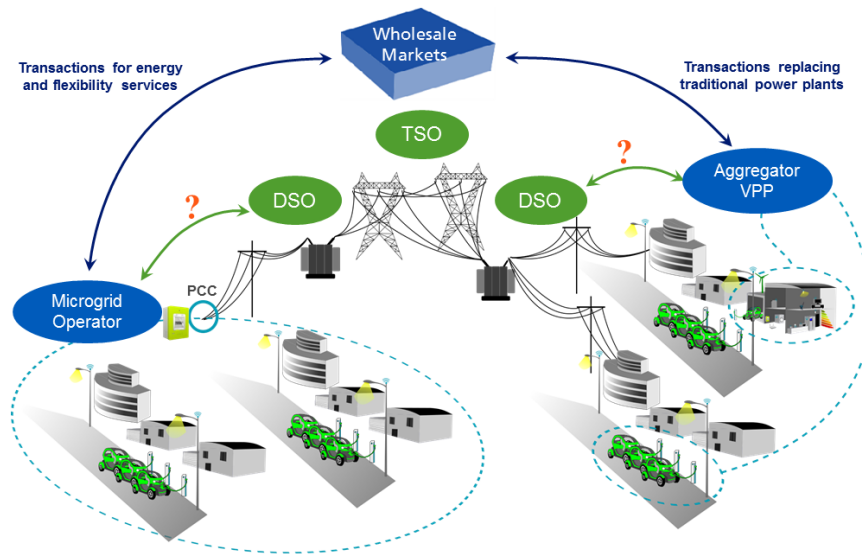 Wholesale
Markets
Transactions for energy
and flexibility services
Transactions replacing
traditional power plants
TSO
?
Aggregator
VPP
DSO
DSO
?
PCC
Microgrid
Operator